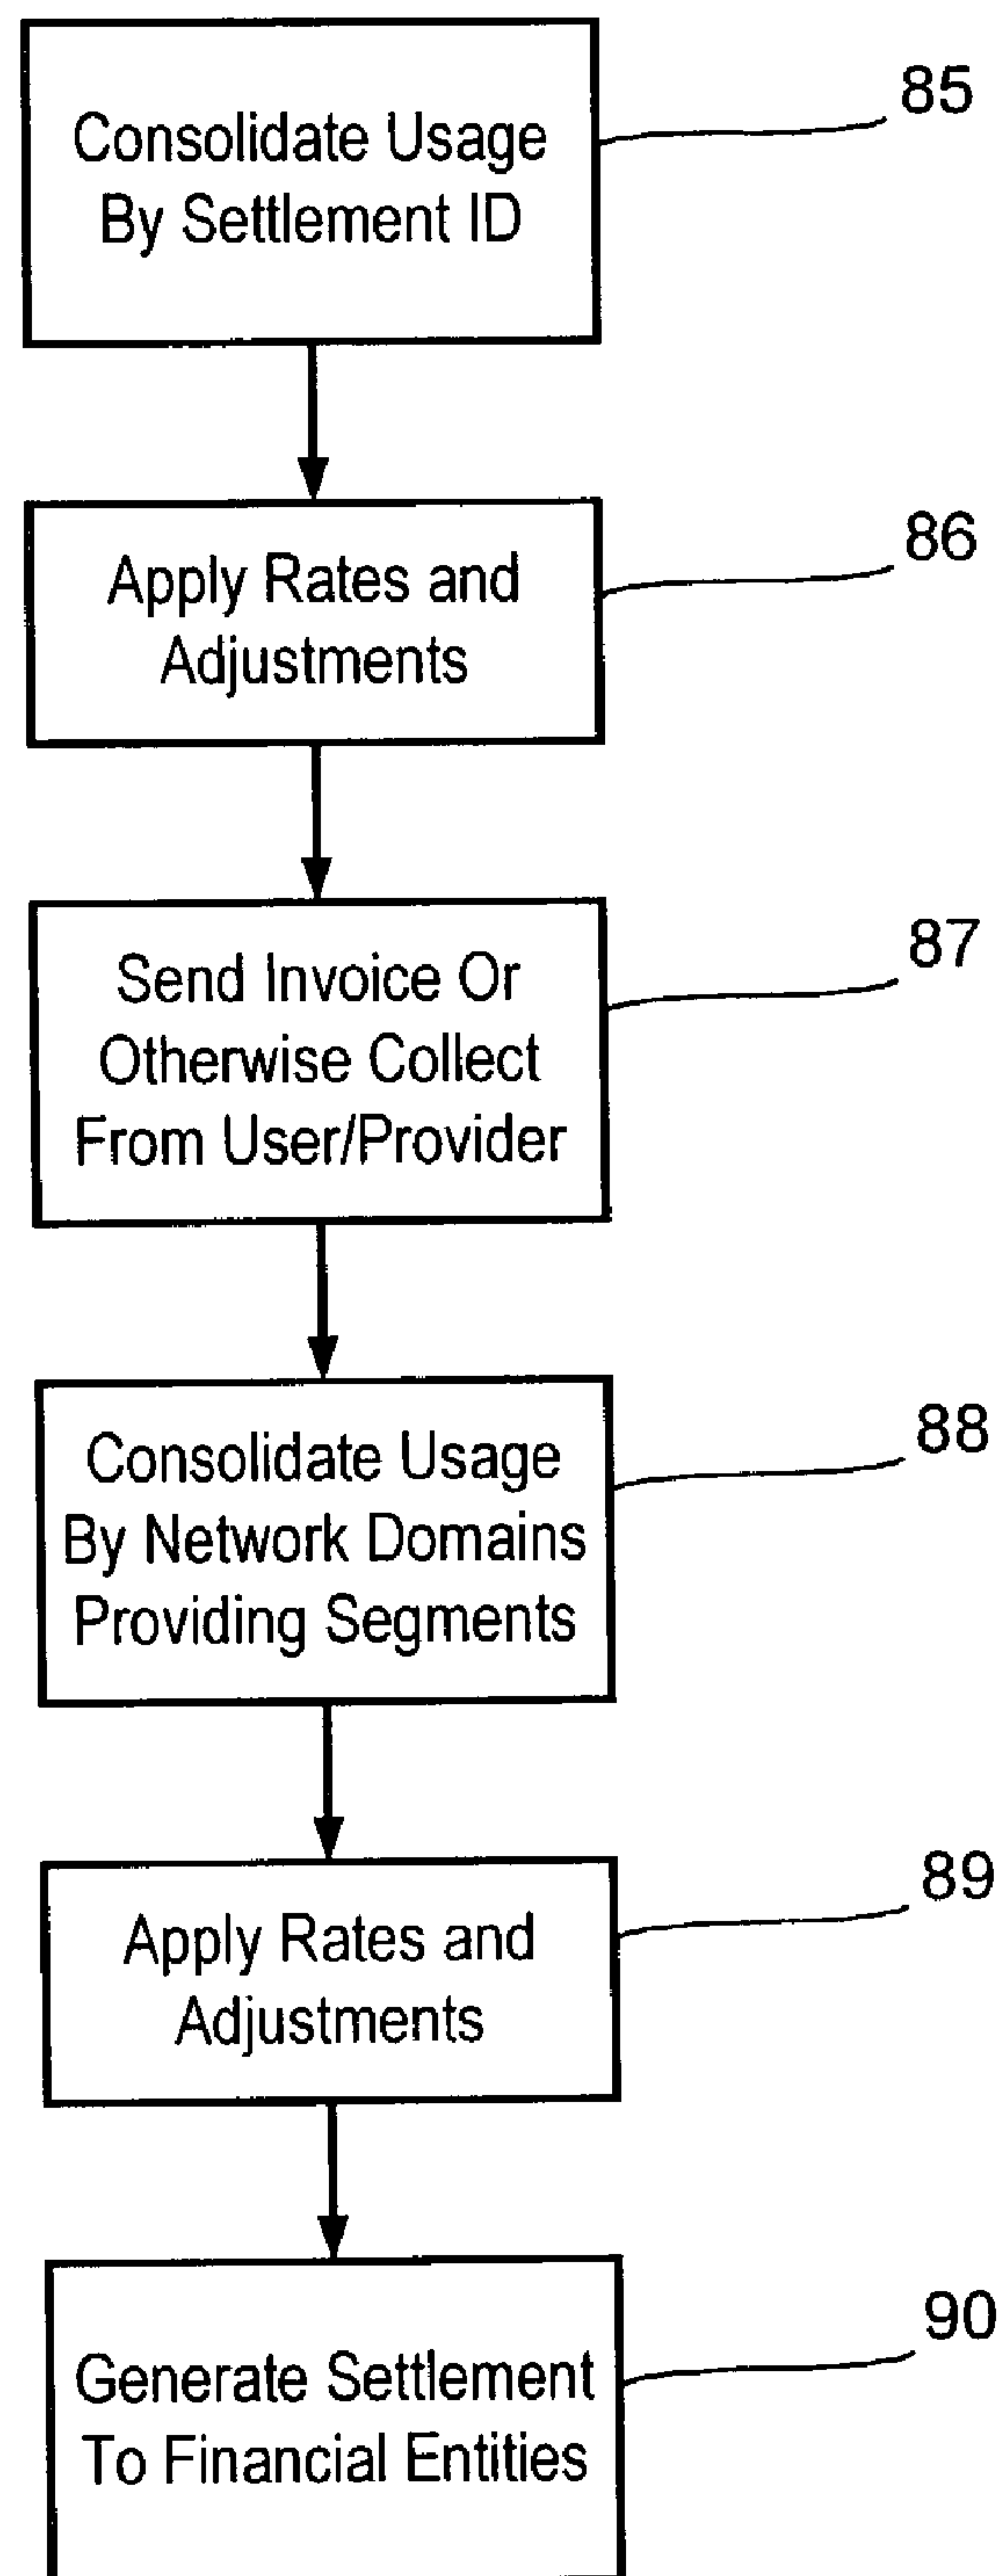 Consolidate Usage
By Settlement ID
85
Apply Rates and
Adjustments
86
Send Invoice Or
Otherwise Collect
From User/Provider
87
Consolidate Usage
By Network Domains
Providing Segments
88
Apply Rates and
Adjustments
89
Generate Settlement
To Financial Entities
90